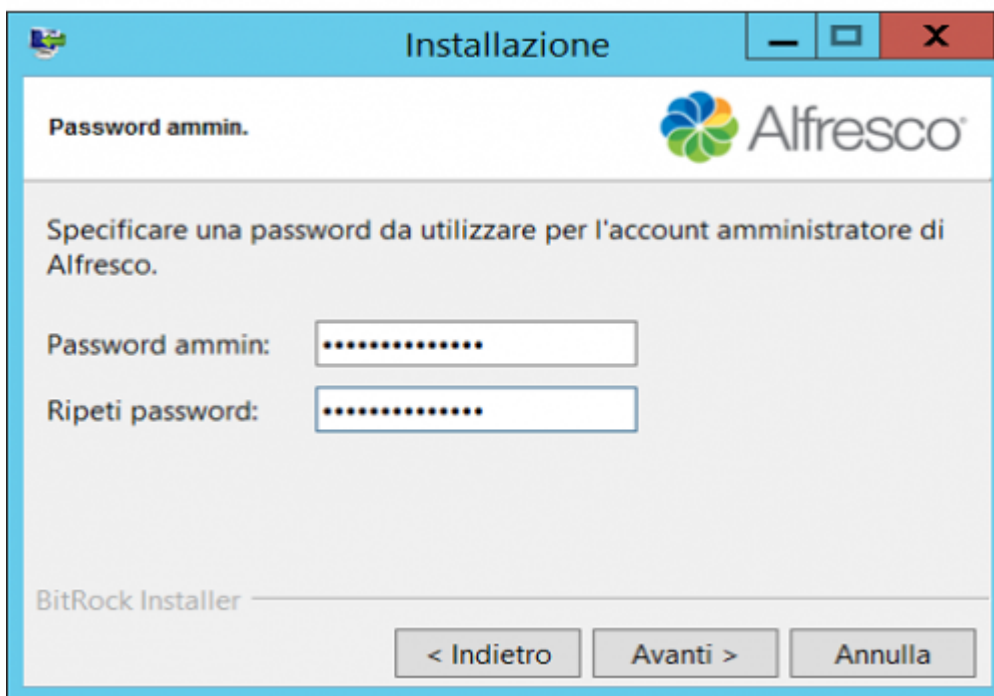 Installazione
Password ammin.
Alfresco
Specificare una password da utilizzare per l'account amministratore di
Alfresco.
Password ammin: ••••••••••••••
Ripeti password: ••••••••••••••
BitRock Installer
< Indietro Avanti > Annulla